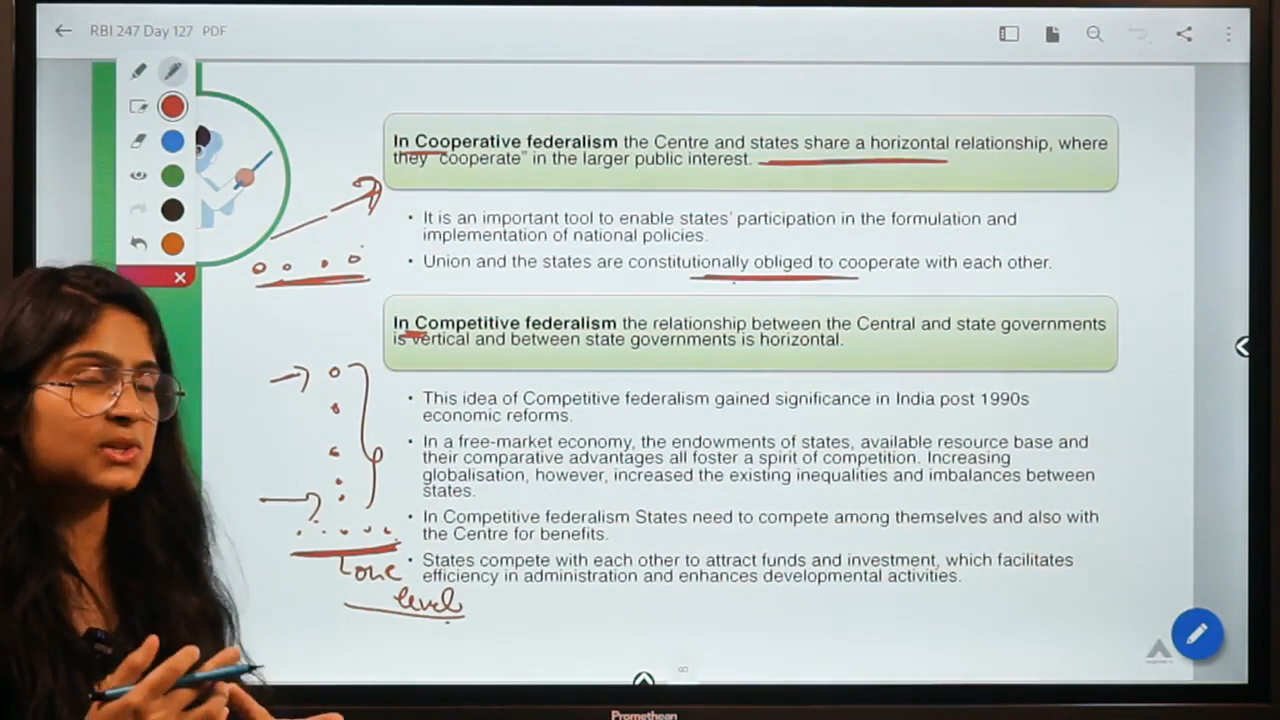 RBI 247 Day 127 PDF
In Cooperative federalism the Centre and states share a horizontal relationship, where
they "cooperate" in the larger public interest.
• It is an important tool to enable states' participation in the formulation and
implementation of national policies.
• Union and the states are constitutionally obliged to cooperate with each other.
In Competitive federalism the relationship between the Central and state governments
is vertical and between state governments is horizontal.
• This idea of Competitive federalism gained significance in India post 1990s
economic reforms.
• In a free-market economy, the endowments of states, available resource base and
their comparative advantages all foster a spirit of competition. Increasing
globalisation, however, increased the existing inequalities and imbalances between
states.
• In Competitive federalism States need to compete among themselves and also with
the Centre for benefits.
• States compete with each other to attract funds and investment, which facilitates
efficiency in administration and enhances developmental activities.
level
Promethean